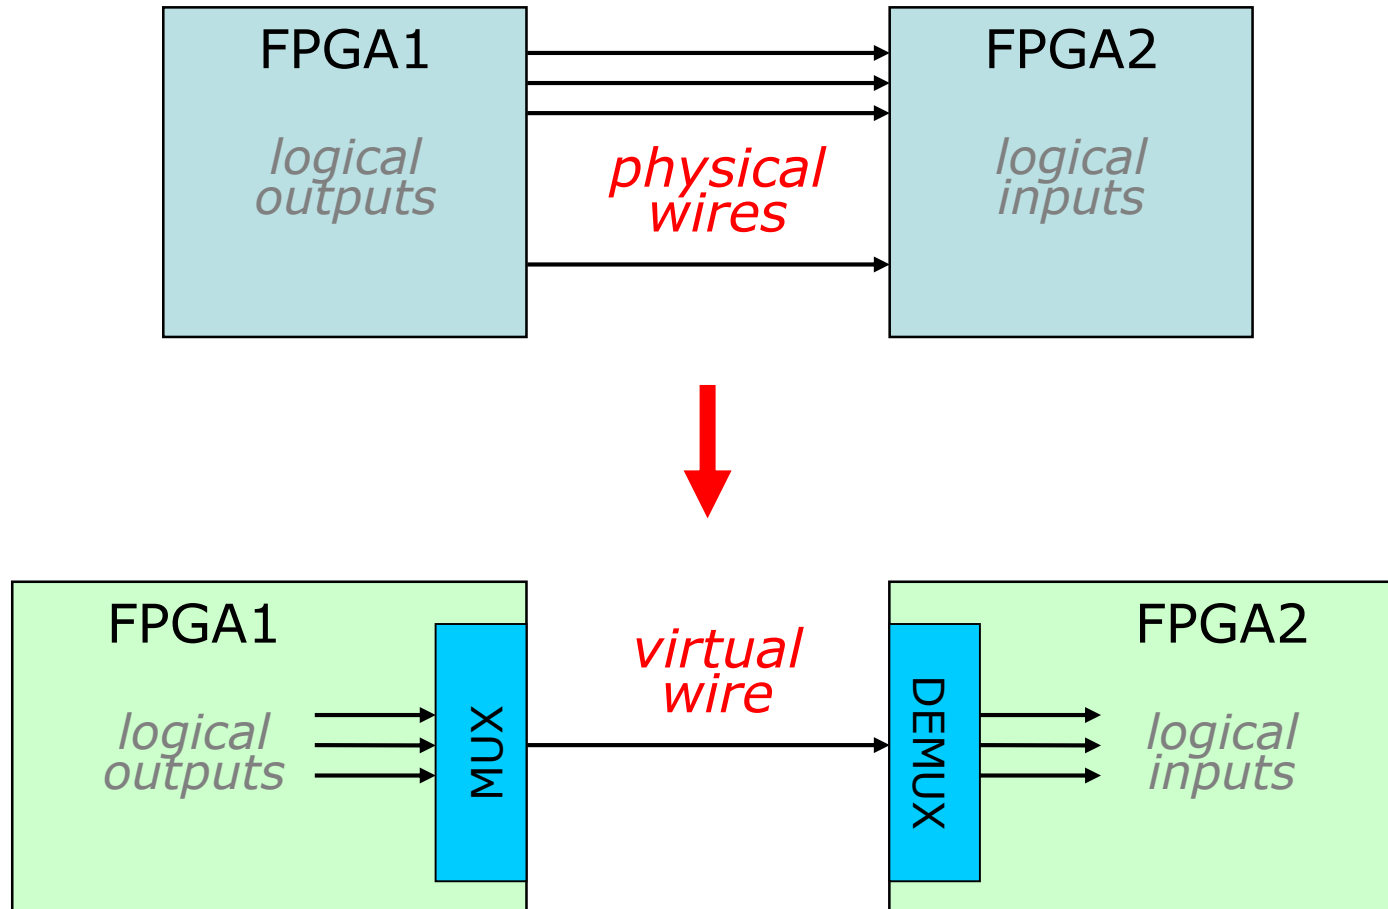 FPGA1
FPGA2
logical
outputs
physical
wires
logical
inputs
FPGA1
FPGA2
virtual
wire
logical
outputs
MUX
DEMUX
logical
inputs